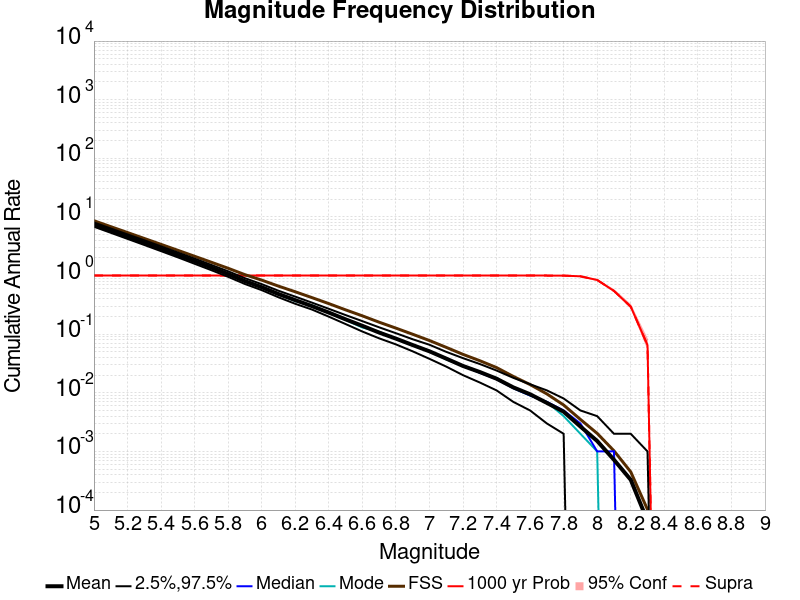 Magnitude Frequency Distribution
Cumulative Annual Rate
10^4
10^3
10^2
10^1
10^0
10^-1
10^-2
10^-3
10^-4
5 5.2 5.4 5.6 5.8 6 6.2 6.4 6.6 6.8 7 7.2 7.4 7.6 7.8 8 8.2 8.4 8.6 8.8 9
Magnitude
Mean 2.5%,97.5% Median Mode FSS 1000 yr Prob 95% Conf Supra